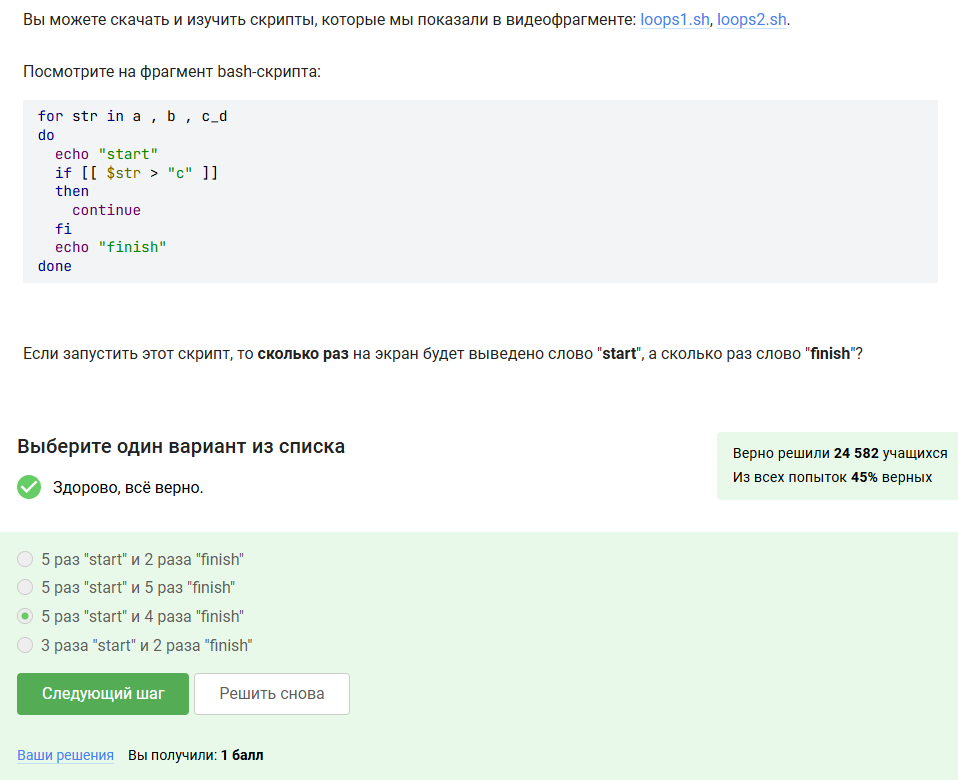 Вы можете скачать и изучить скрипты, которые мы показали в видеофрагменте: loops1.sh, loops2.sh.
Посмотрите на фрагмент bash-скрипта:
for str in a , b , c_d
do
  echo "start"
  if [[ $str > "c" ]]
  then
    continue
  fi
  echo "finish"
done
Если запустить этот скрипт, то сколько раз на экран будет выведено слово "start", а сколько раз слово "finish"?
Выберите один вариант из списка
Здорово, всё верно.
Верно решили 24 582 учащихся
Из всех попыток 45% верных
5 раз "start" и 2 раза "finish"
5 раз "start" и 5 раз "finish"
5 раз "start" и 4 раза "finish"
3 раза "start" и 2 раза "finish"
Следующий шаг
Решить снова
Ваши решения Вы получили: 1 балл